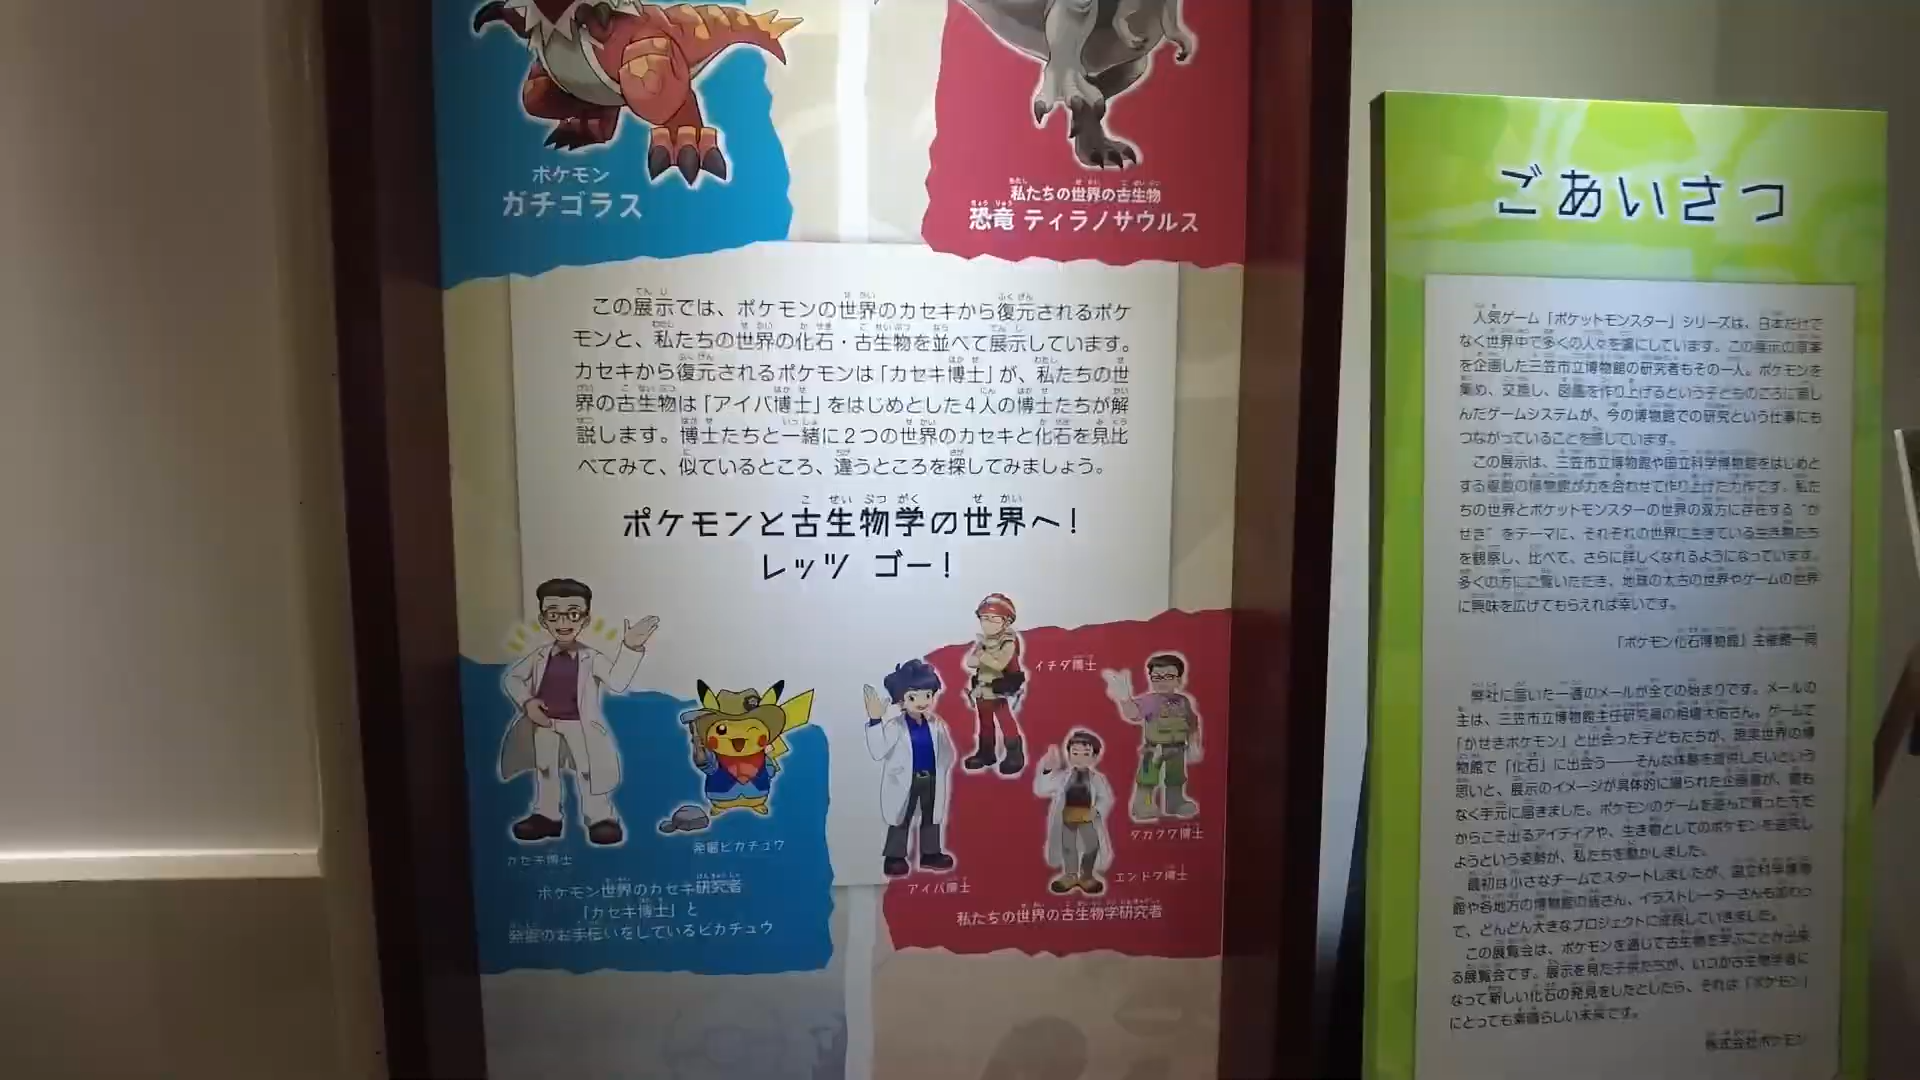 ポケモン
ガチゴラス
私たちの世界の古生物
恐竜 ティラノサウルス
この展示では、ポケモンの世界のカセキから復元されるポケ
モンと、私たちの世界の化石・古生物を並べて展示しています。
カセキから復元されるポケモンは「カセキ博士」が、私たちの世
界の古生物は「アイバ博士」をはじめとした4人の博士たちが解
説します。博士たちと一緒に2つの世界のカセキと化石を見比
べてみて、似ているところ、違うところを探してみましょう。
ポケモンと古生物学の世界へ!
レッツ ゴー!
カセキ博士
発掘ピカチュウ
ポケモン世界のカセキ研究者
「カセキ博士」と
発掘のお手伝いをしているピカチュウ
イチダ博士
タカクワ博士
エンドウ博士
アイバ博士
私たちの世界の古生物学研究者
ごあいさつ
人気ゲーム「ポケットモンスター」シリーズは、日本だけで
なく世界中で多くの人々を虜にしています。この展示の原案
を企画した三笠市立博物館の研究者もその一人。ポケモンを
集め、交換し、図鑑を作り上げるという子どものころに親し
んだゲームシステムが、今の博物館での研究という仕事にも
つながっていることを感じています。
この展示は、三笠市立博物館や国立科学博物館をはじめと
する複数の博物館が力を合わせて作り上げた力作です。私た
ちの世界とポケットモンスターの世界の双方に存在する“か
せき”をテーマに、それぞれの世界に生きている生き物たち
を観察し、比べて、さらに詳しくなれるようになっています。
多くの方にご覧いただき、地球の太古の世界やゲームの世界
に興味を広げてもらえれば幸いです。
「ポケモン化石博物館」主催館一同
弊社に届いた一通のメールが全ての始まりです。メールの
主は、三笠市立博物館主任研究員の相場大佑さん。ゲームで
「かせきポケモン」と出会った子どもたちが、現実世界の博
物館で「化石」に出会う――そんな体験を提供したいという
思いと、展示のイメージが具体的に綴られた企画書が、間も
なく手元に届きました。ポケモンのゲームを遊んで育った方だ
からこそ出るアイディアや、生き物としてのポケモンを追究し
ようという姿勢が、私たちを動かしました。
最初は小さなチームでスタートしましたが、国立科学博物
館や各地方の博物館の皆さん、イラストレーターさんも加わっ
て、どんどん大きなプロジェクトに成長していきました。
この展覧会は、ポケモンを通じて古生物を学ぶことが出来
る展覧会です。展示を見た子供たちが、いつか古生物学者に
なって新しい化石の発見をしたとしたら、それは「ポケモン」
にとっても素晴らしい未来です。
株式会社ポケモン